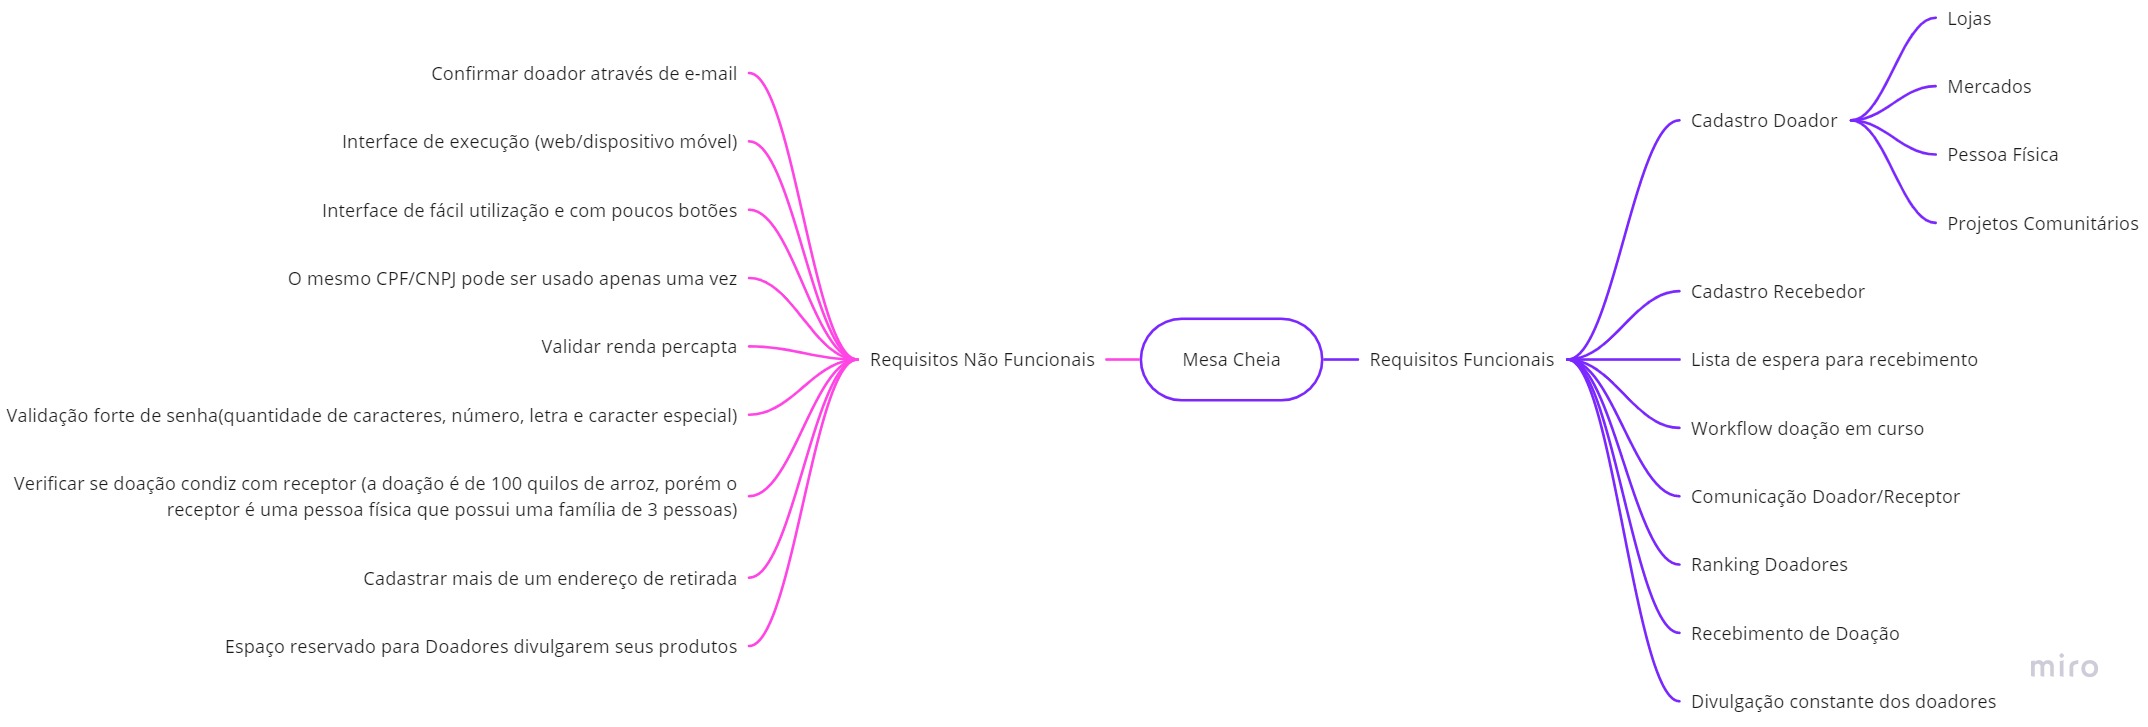 Confirmar doador através de e-mail
Interface de execução (web/dispositivo móvel)
Interface de fácil utilização e com poucos botões
O mesmo CPF/CNPJ pode ser usado apenas uma vez
Validar renda percapta
Validação forte de senha(quantidade de caracteres, número, letra e caracter especial)
Verificar se doação condiz com receptor (a doação é de 100 quilos de arroz, porém o
receptor é uma pessoa física que possui uma família de 3 pessoas)
Cadastrar mais de um endereço de retirada
Espaço reservado para Doadores divulgarem seus produtos
Requisitos Não Funcionais
Mesa Cheia
Requisitos Funcionais
Cadastro Doador
Lojas
Mercados
Pessoa Física
Projetos Comunitários
Cadastro Recebedor
Lista de espera para recebimento
Workflow doação em curso
Comunicação Doador/Receptor
Ranking Doadores
Recebimento de Doação
Divulgação constante dos doadores
miro